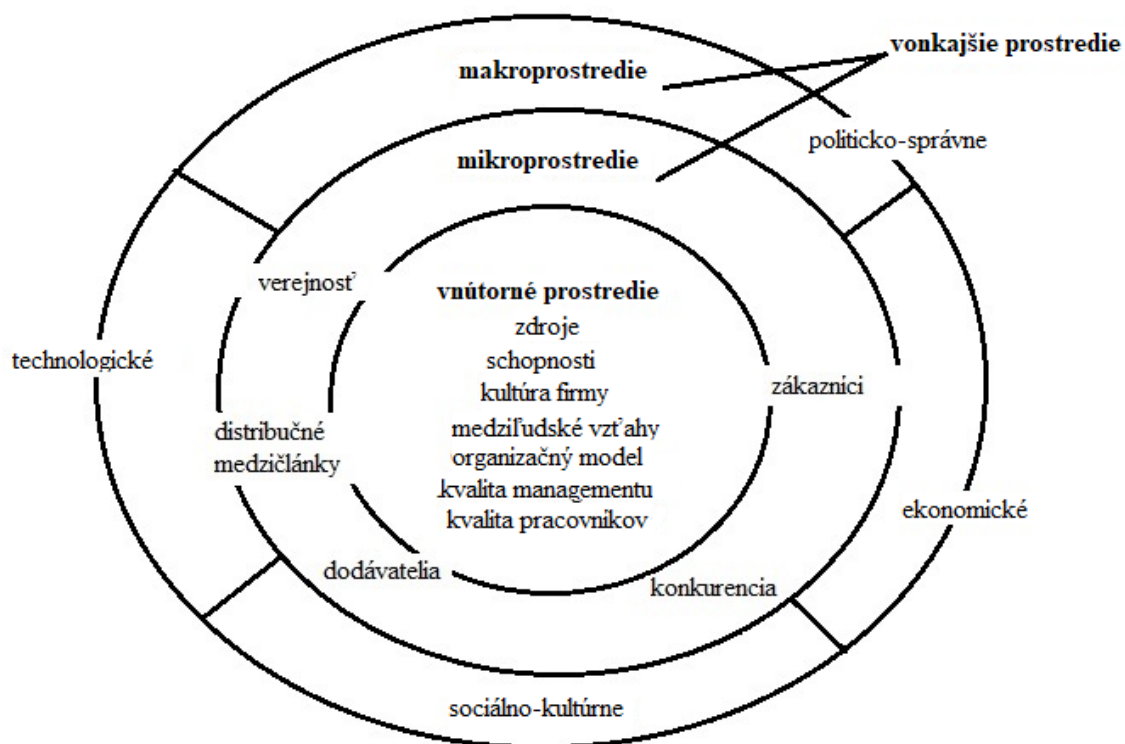 vonkajšie prostredie
makroprostredie
politicko-správne
mikroprostredie
verejnosť
vnútorné prostredie
zdroje
technologické
schopnosti
zákazníci
kultúra firmy
distribučné
medziľudské vzťahy
medzičlánky
organizačný model
kvalita managementu
ekonomické
kvalita pracovníkov
dodávatelia
konkurencia
sociálno-kultúrne